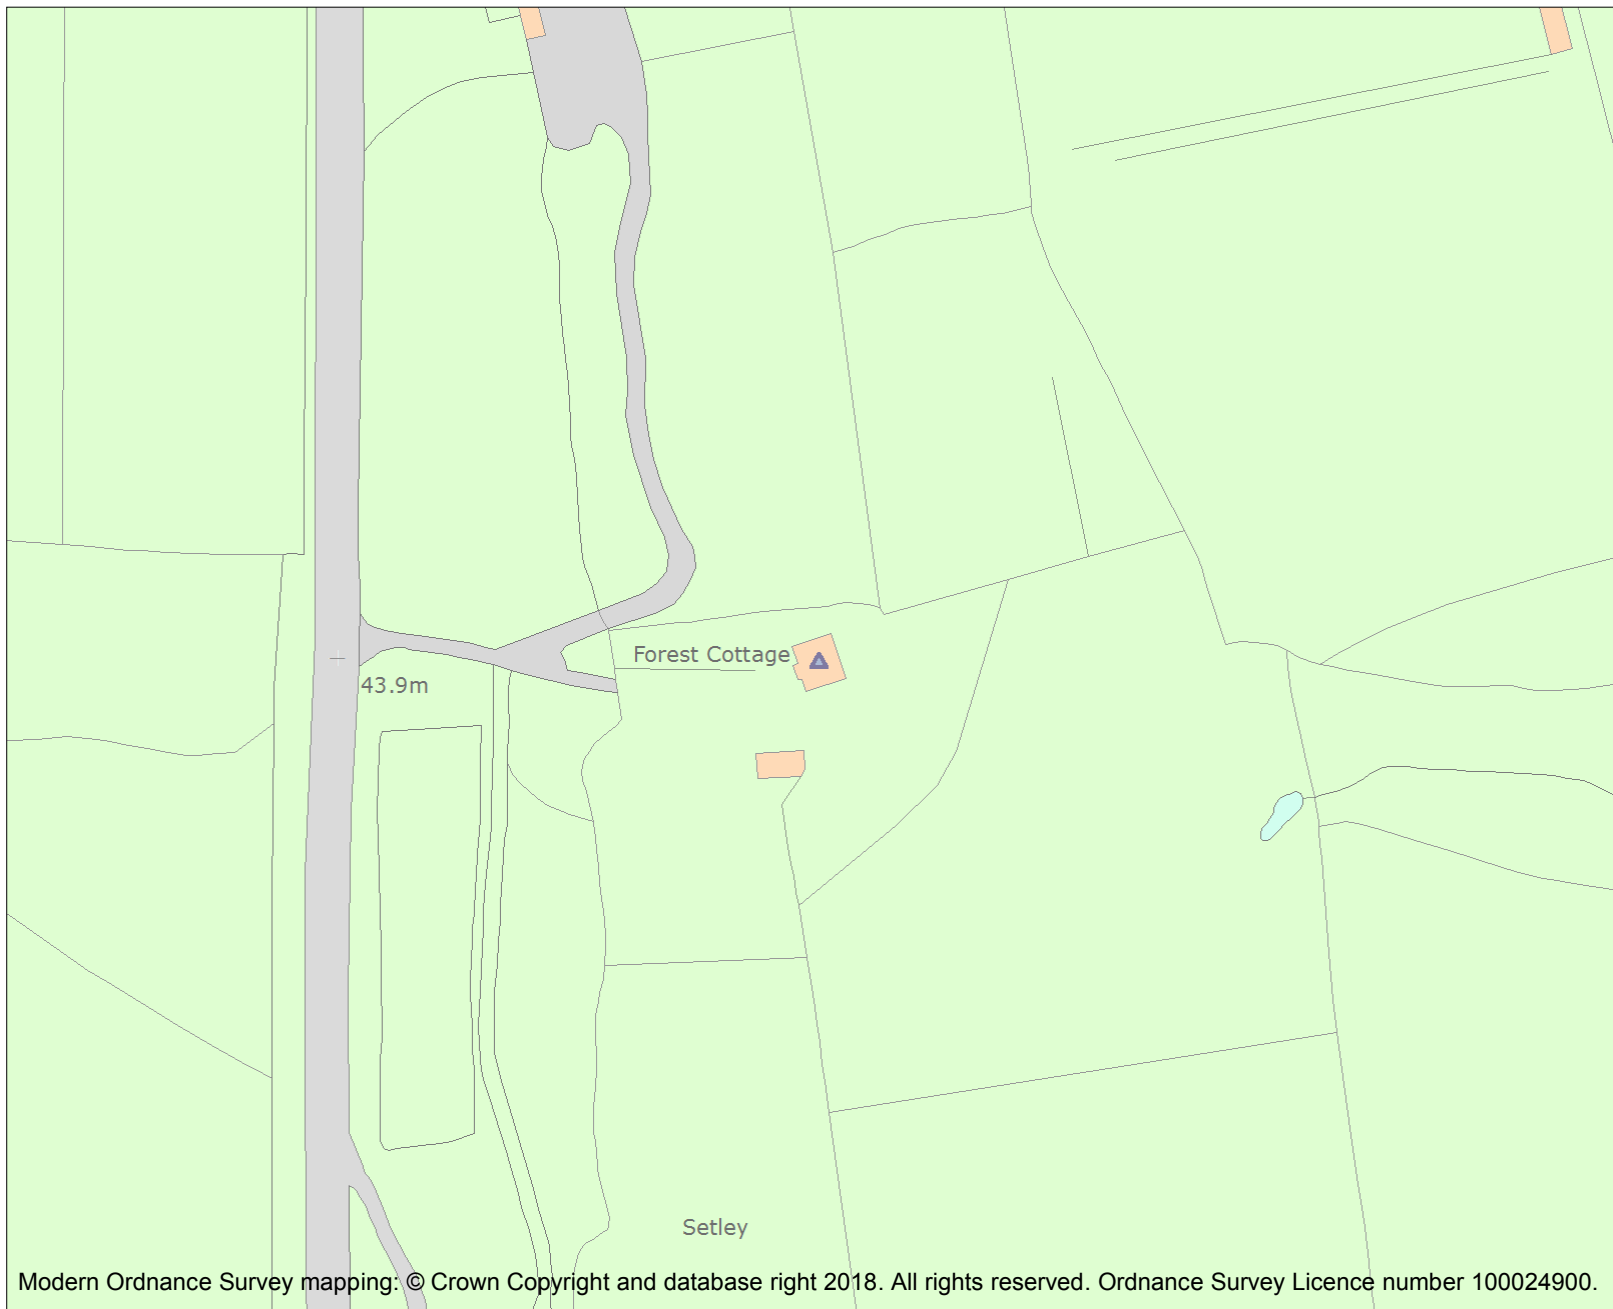 Forest Cottage
43.9m
Setley
Modern Ordnance Survey mapping: © Crown Copyright and database right 2018. All rights reserved. Ordnance Survey Licence number 100024900.